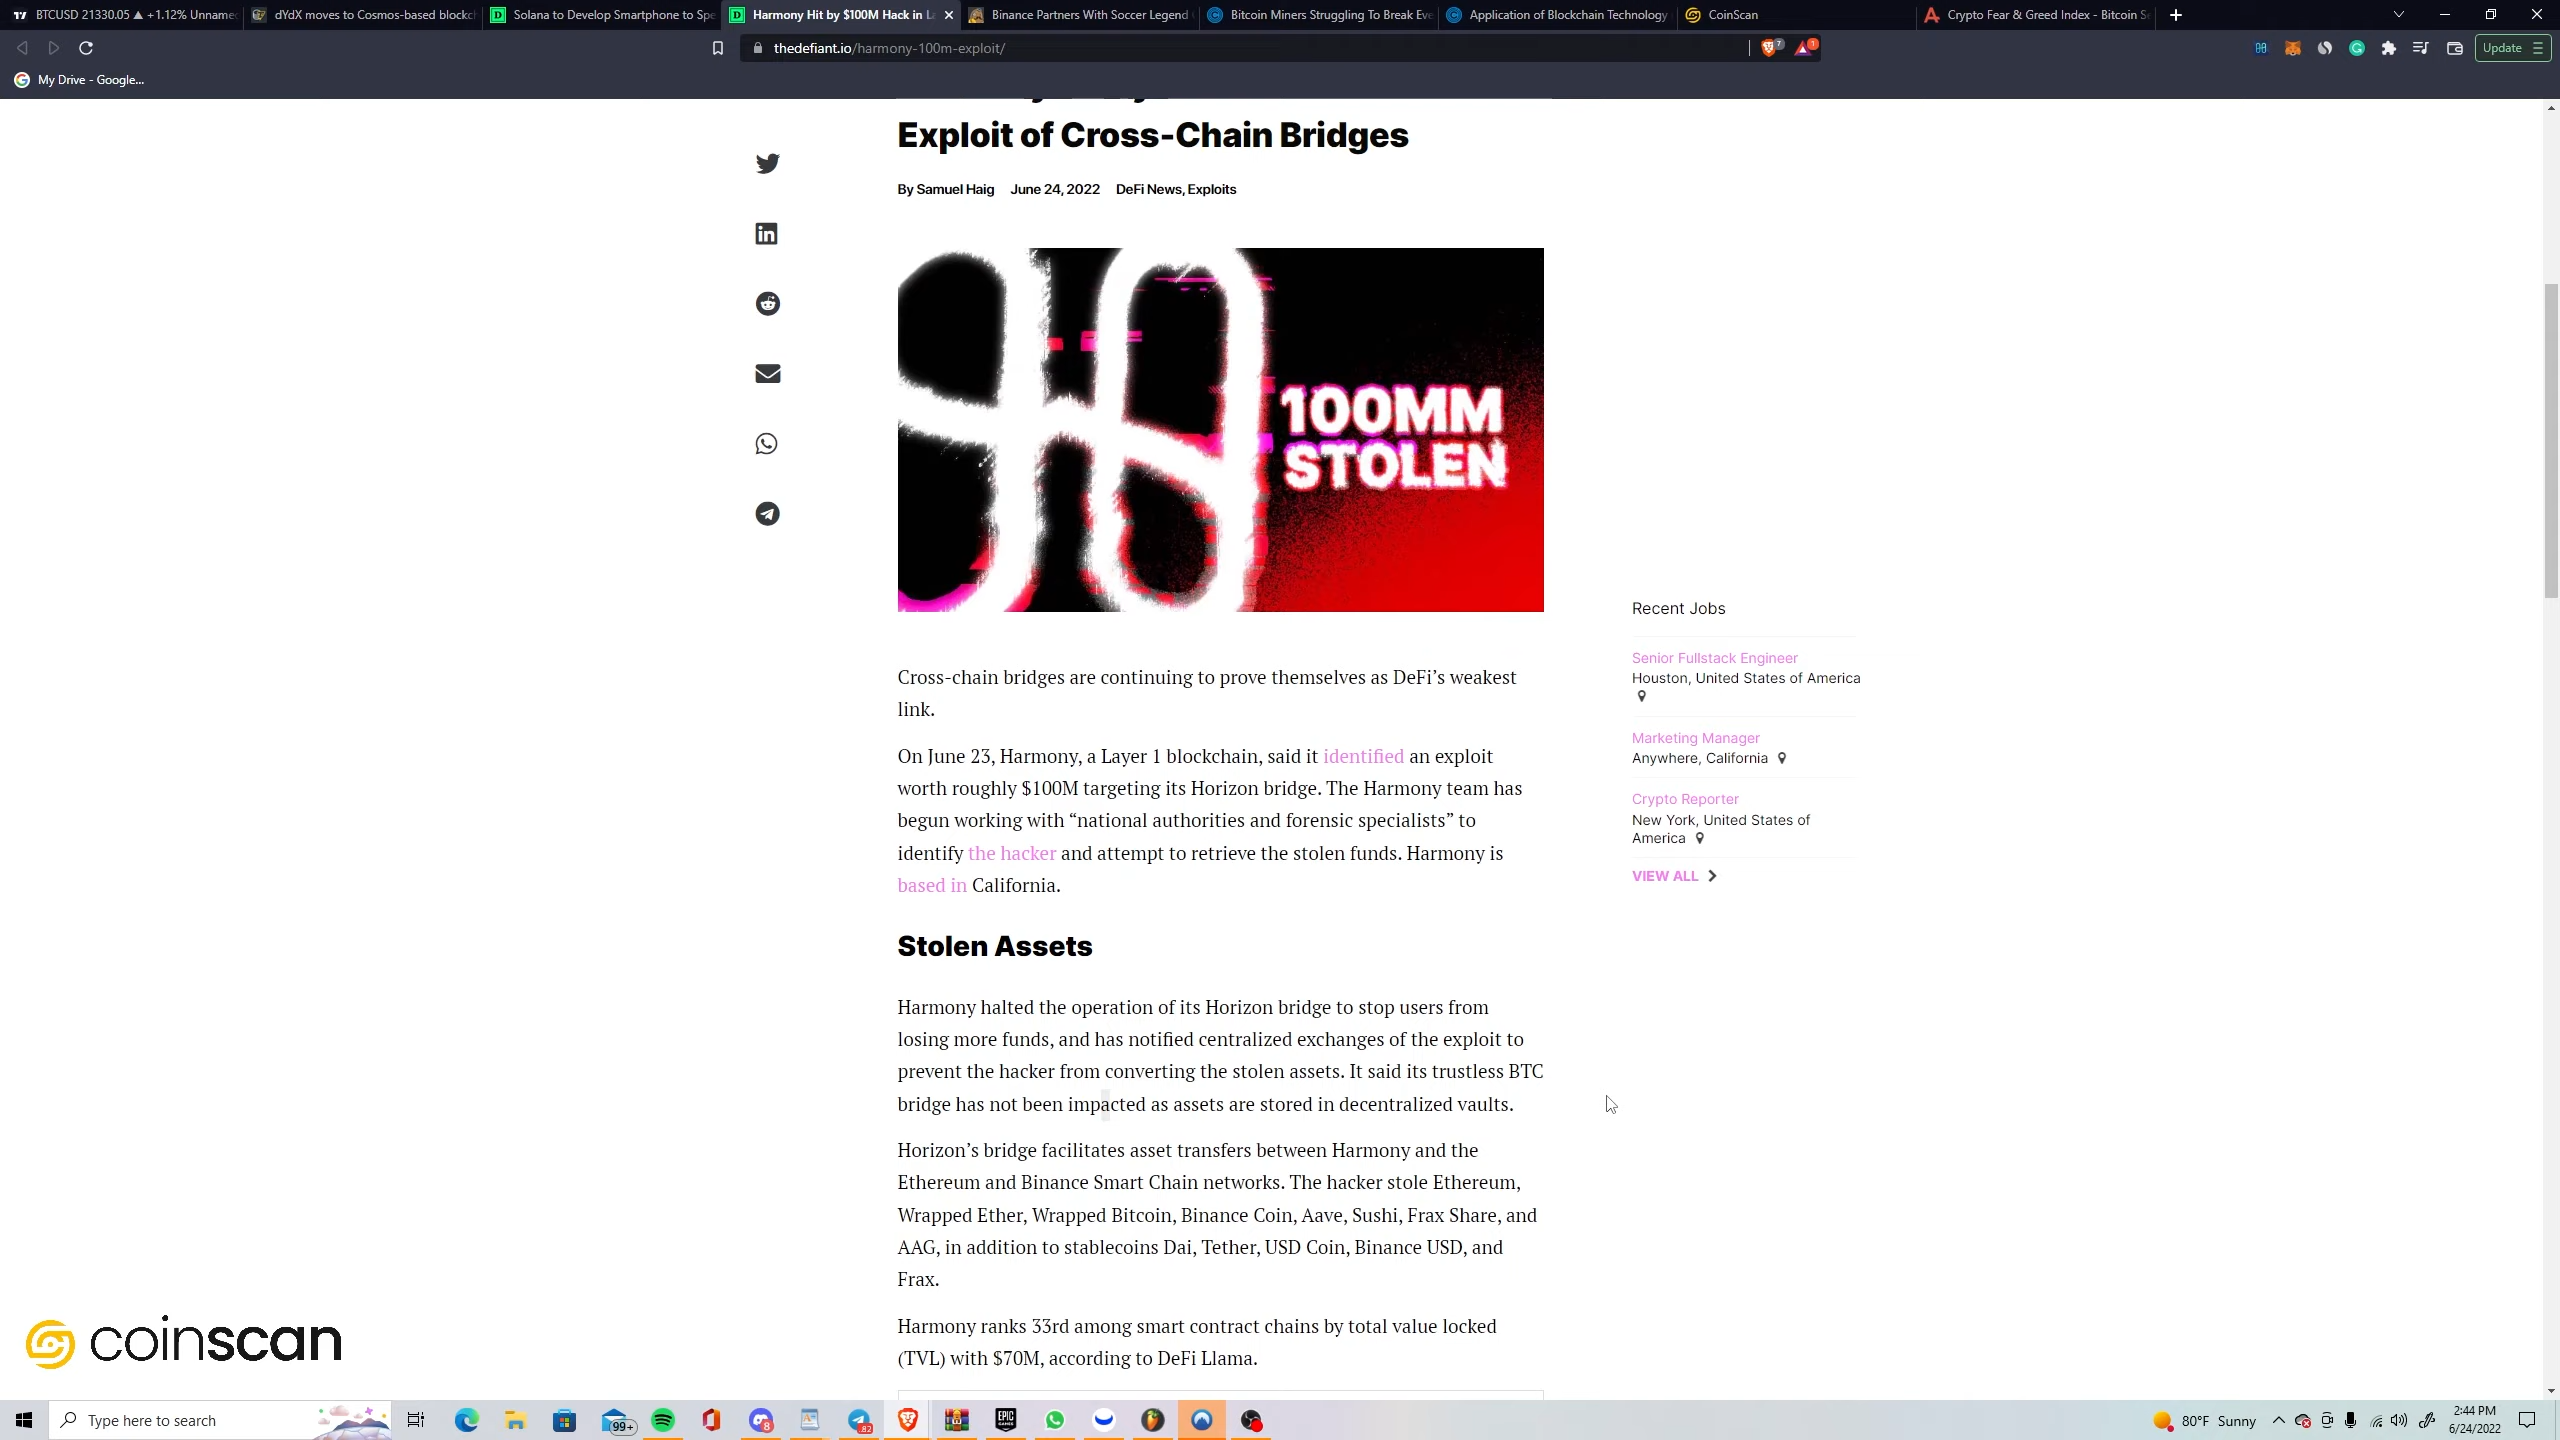 BTCUSD 21330.05 ▲ +1.12% Unname
dYdX moves to Cosmos-based blockch
Solana to Develop Smartphone to Spe
Harmony Hit by $100M Hack in La
Binance Partners With Soccer Legend
Bitcoin Miners Struggling To Break Eve
Application of Blockchain Technology
CoinScan
Crypto Fear & Greed Index - Bitcoin Se
thedefiant.io/harmony-100m-exploit/
7
1
Update
My Drive - Google...
Exploit of Cross-Chain Bridges
By Samuel Haig June 24, 2022 DeFi News, Exploits
100MM
STOLEN
Cross-chain bridges are continuing to prove themselves as DeFi’s weakest
link.
On June 23, Harmony, a Layer 1 blockchain, said it identified an exploit
worth roughly $100M targeting its Horizon bridge. The Harmony team has
begun working with “national authorities and forensic specialists” to
identify the hacker and attempt to retrieve the stolen funds. Harmony is
based in California.
Stolen Assets
Harmony halted the operation of its Horizon bridge to stop users from
losing more funds, and has notified centralized exchanges of the exploit to
prevent the hacker from converting the stolen assets. It said its trustless BTC
bridge has not been impacted as assets are stored in decentralized vaults.
Horizon’s bridge facilitates asset transfers between Harmony and the
Ethereum and Binance Smart Chain networks. The hacker stole Ethereum,
Wrapped Ether, Wrapped Bitcoin, Binance Coin, Aave, Sushi, Frax Share, and
AAG, in addition to stablecoins Dai, Tether, USD Coin, Binance USD, and
Frax.
Harmony ranks 33rd among smart contract chains by total value locked
(TVL) with $70M, according to DeFi Llama.
Recent Jobs
Senior Fullstack Engineer
Houston, United States of America
Marketing Manager
Anywhere, California
Crypto Reporter
New York, United States of
America
VIEW ALL
coinscan
Type here to search
99+
8
82
EPIC
GAMES
80°F Sunny
2:44 PM
6/24/2022